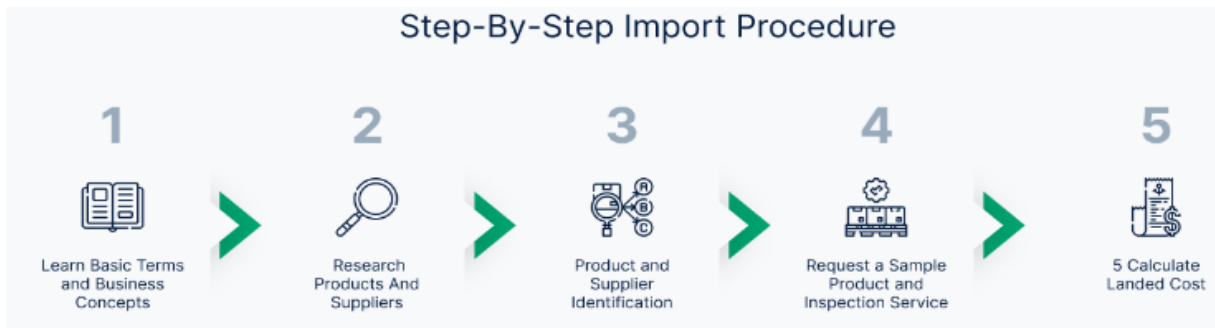 Step-By-Step Import Procedure
1
2
3
4
5
A
B
C
Learn Basic Terms
and Business
Concepts
Research
Products And
Suppliers
Product and
Supplier
Identification
Request a Sample
Product and
Inspection Service
5 Calculate
Landed Cost